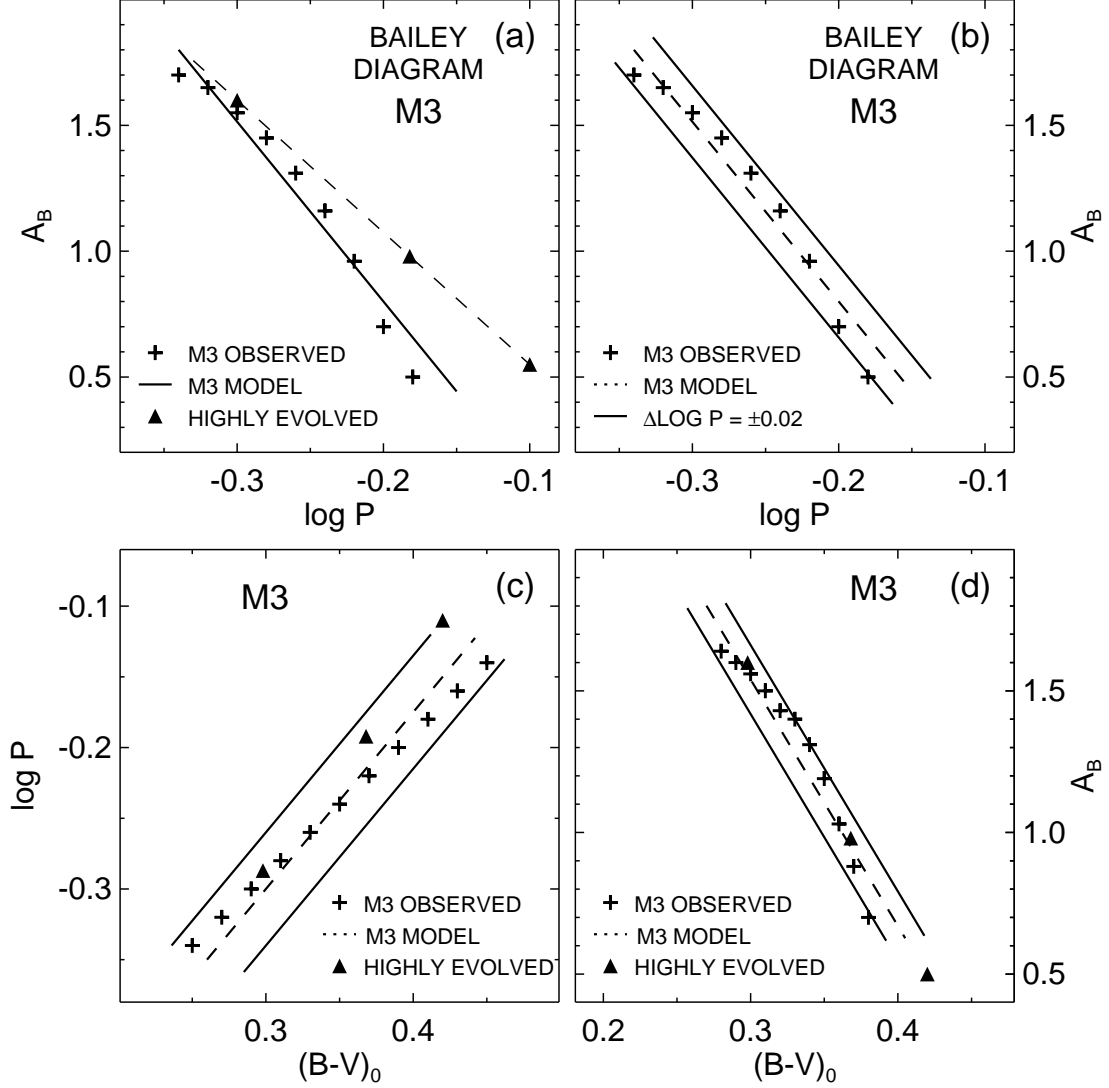 BAILEY
DIAGRAM
M3
(a)
1.5
1.0
0.5
A_B
M3 OBSERVED
M3 MODEL
HIGHLY EVOLVED
-0.3
-0.2
-0.1
log P
BAILEY
DIAGRAM
M3
(b)
1.5
1.0
0.5
A_B
M3 OBSERVED
M3 MODEL
ΔLOG P = ±0.02
-0.3
-0.2
-0.1
log P
M3
(c)
-0.1
-0.2
-0.3
log P
M3 OBSERVED
M3 MODEL
HIGHLY EVOLVED
0.3
0.4
(B-V)₀
M3
(d)
1.5
1.0
0.5
A_B
M3 OBSERVED
M3 MODEL
HIGHLY EVOLVED
0.2
0.3
0.4
(B-V)₀